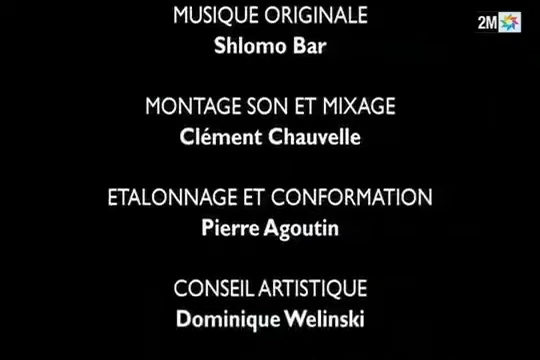 MUSIQUE ORIGINALE
2M
Shlomo Bar
MONTAGE SON ET MIXAGE
Clément Chauvelle
ETALONNAGE ET CONFORMATION
Pierre Agoutin
CONSEIL ARTISTIQUE
Dominique Welinski